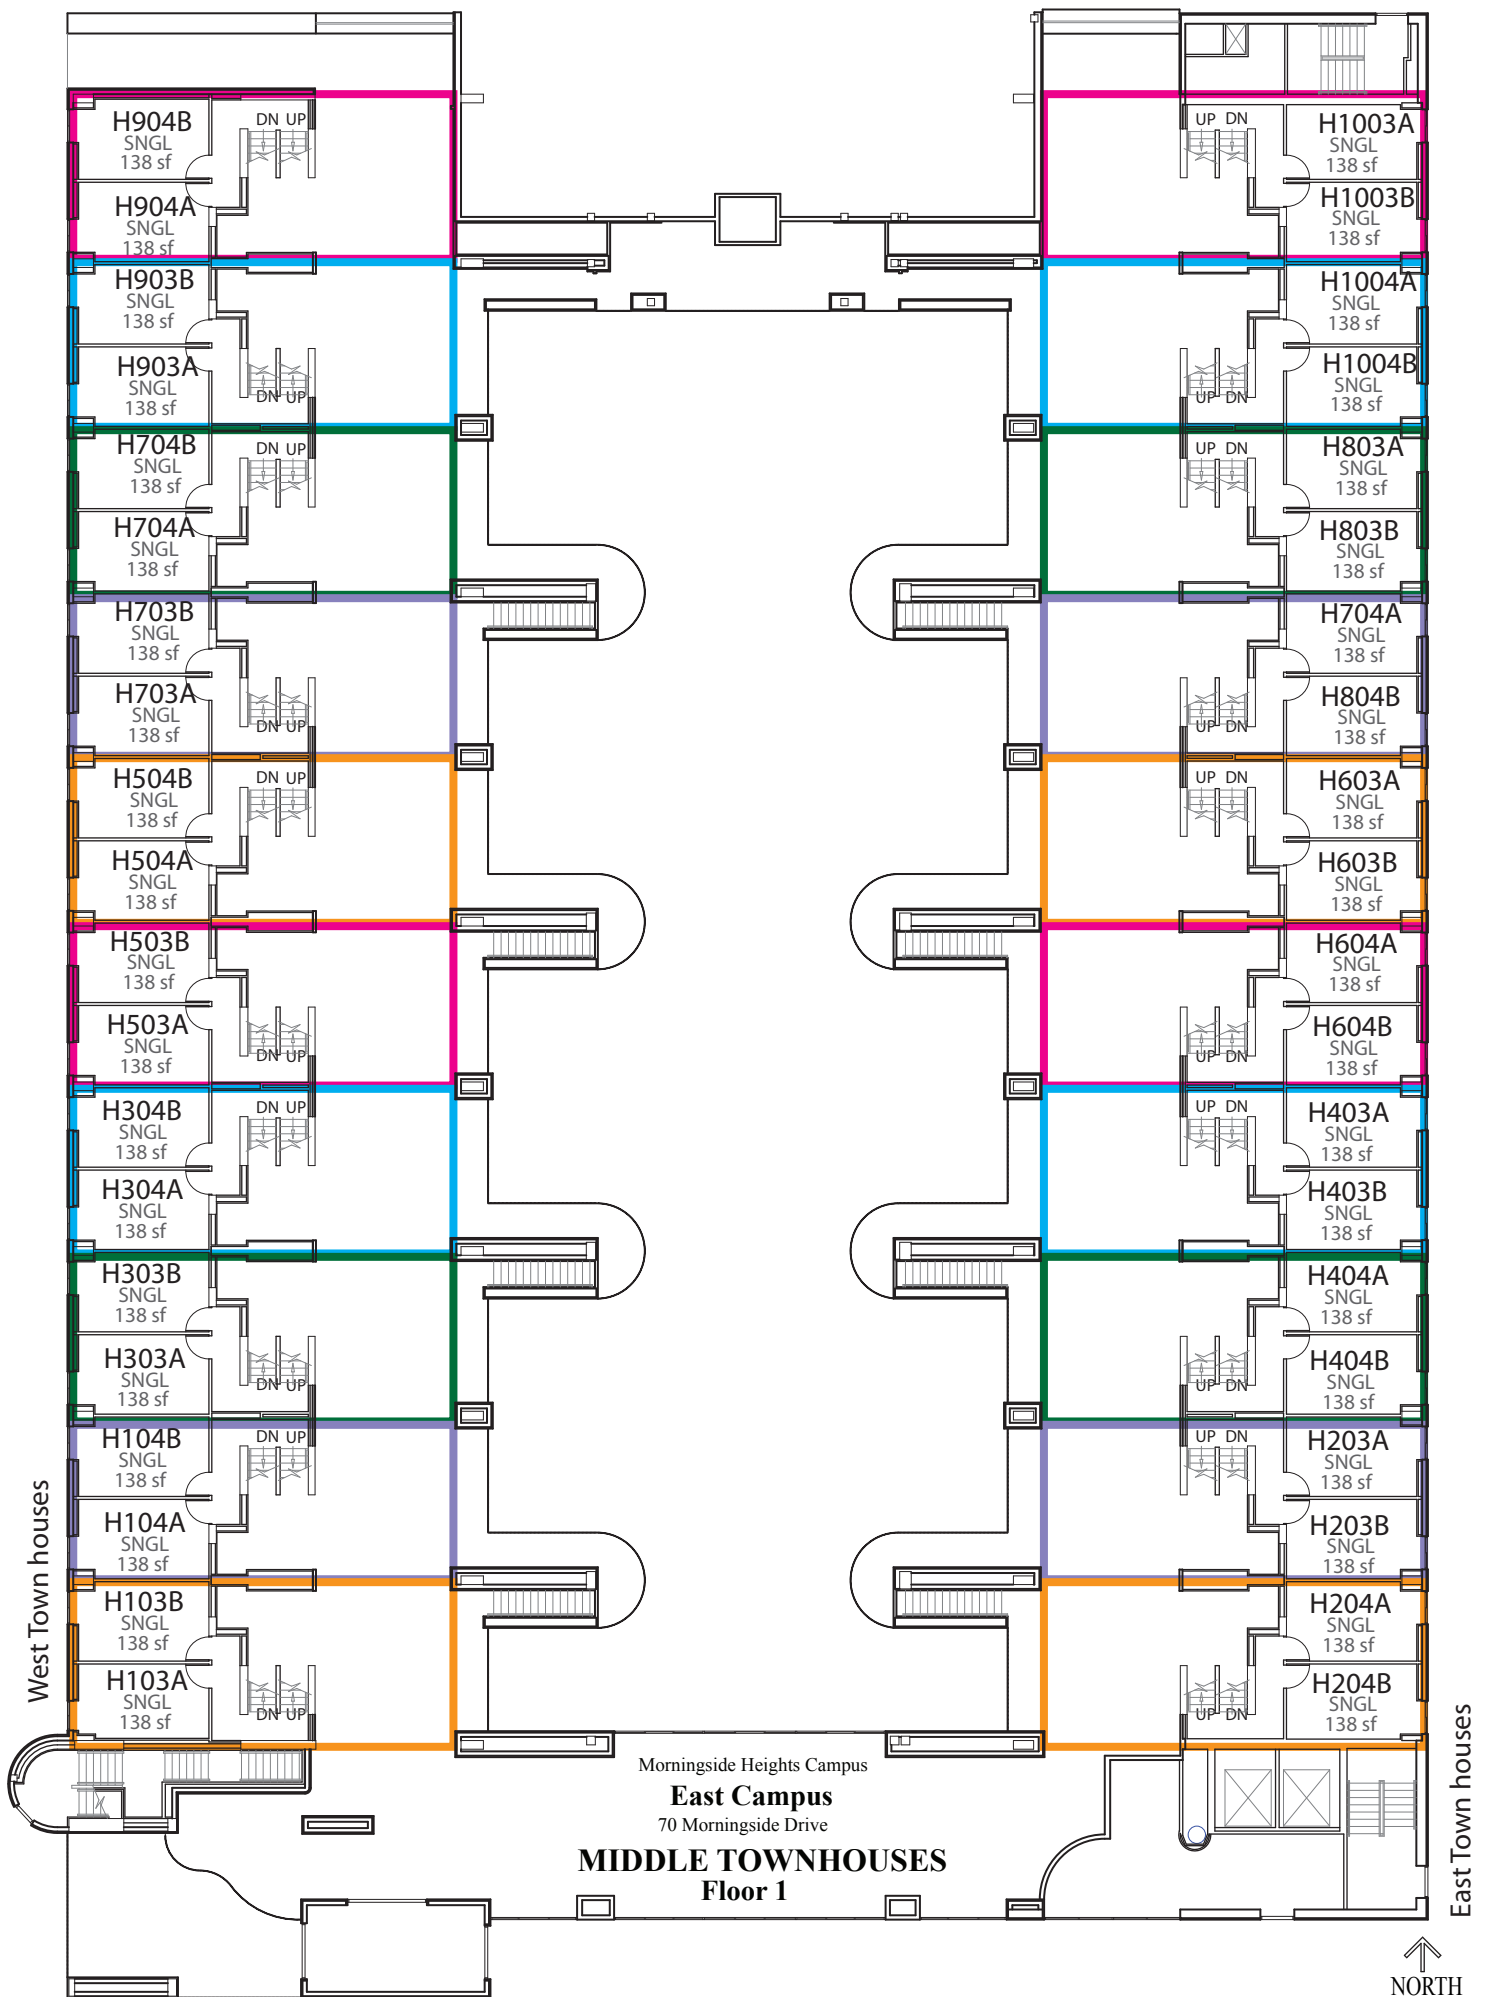 DN UP
UP DN
H904B
SNGL
138 sf
H1003A
SNGL
138 sf
H904A
SNGL
138 sf
H1003B
SNGL
138 sf
H903B
SNGL
138 sf
H1004A
SNGL
138 sf
H903A
SNGL
138 sf
DN UP
UP DN
H1004B
SNGL
138 sf
H704B
SNGL
138 sf
DN UP
UP DN
H803A
SNGL
138 sf
H704A
SNGL
138 sf
H803B
SNGL
138 sf
H703B
SNGL
138 sf
H704A
SNGL
138 sf
H703A
SNGL
138 sf
DN UP
UP DN
H804B
SNGL
138 sf
H504B
SNGL
138 sf
DN UP
UP DN
H603A
SNGL
138 sf
H504A
SNGL
138 sf
H603B
SNGL
138 sf
H503B
SNGL
138 sf
H604A
SNGL
138 sf
H503A
SNGL
138 sf
DN UP
UP DN
H604B
SNGL
138 sf
H304B
SNGL
138 sf
DN UP
UP DN
H403A
SNGL
138 sf
H304A
SNGL
138 sf
H403B
SNGL
138 sf
H303B
SNGL
138 sf
H404A
SNGL
138 sf
H303A
SNGL
138 sf
DN UP
UP DN
H404B
SNGL
138 sf
H104B
SNGL
138 sf
DN UP
UP DN
H203A
SNGL
138 sf
H104A
SNGL
138 sf
H203B
SNGL
138 sf
H103B
SNGL
138 sf
H204A
SNGL
138 sf
H103A
SNGL
138 sf
DN UP
UP DN
H204B
SNGL
138 sf
West Town houses
East Town houses
Morningside Heights Campus
East Campus
70 Morningside Drive
MIDDLE TOWNHOUSES
Floor 1
NORTH